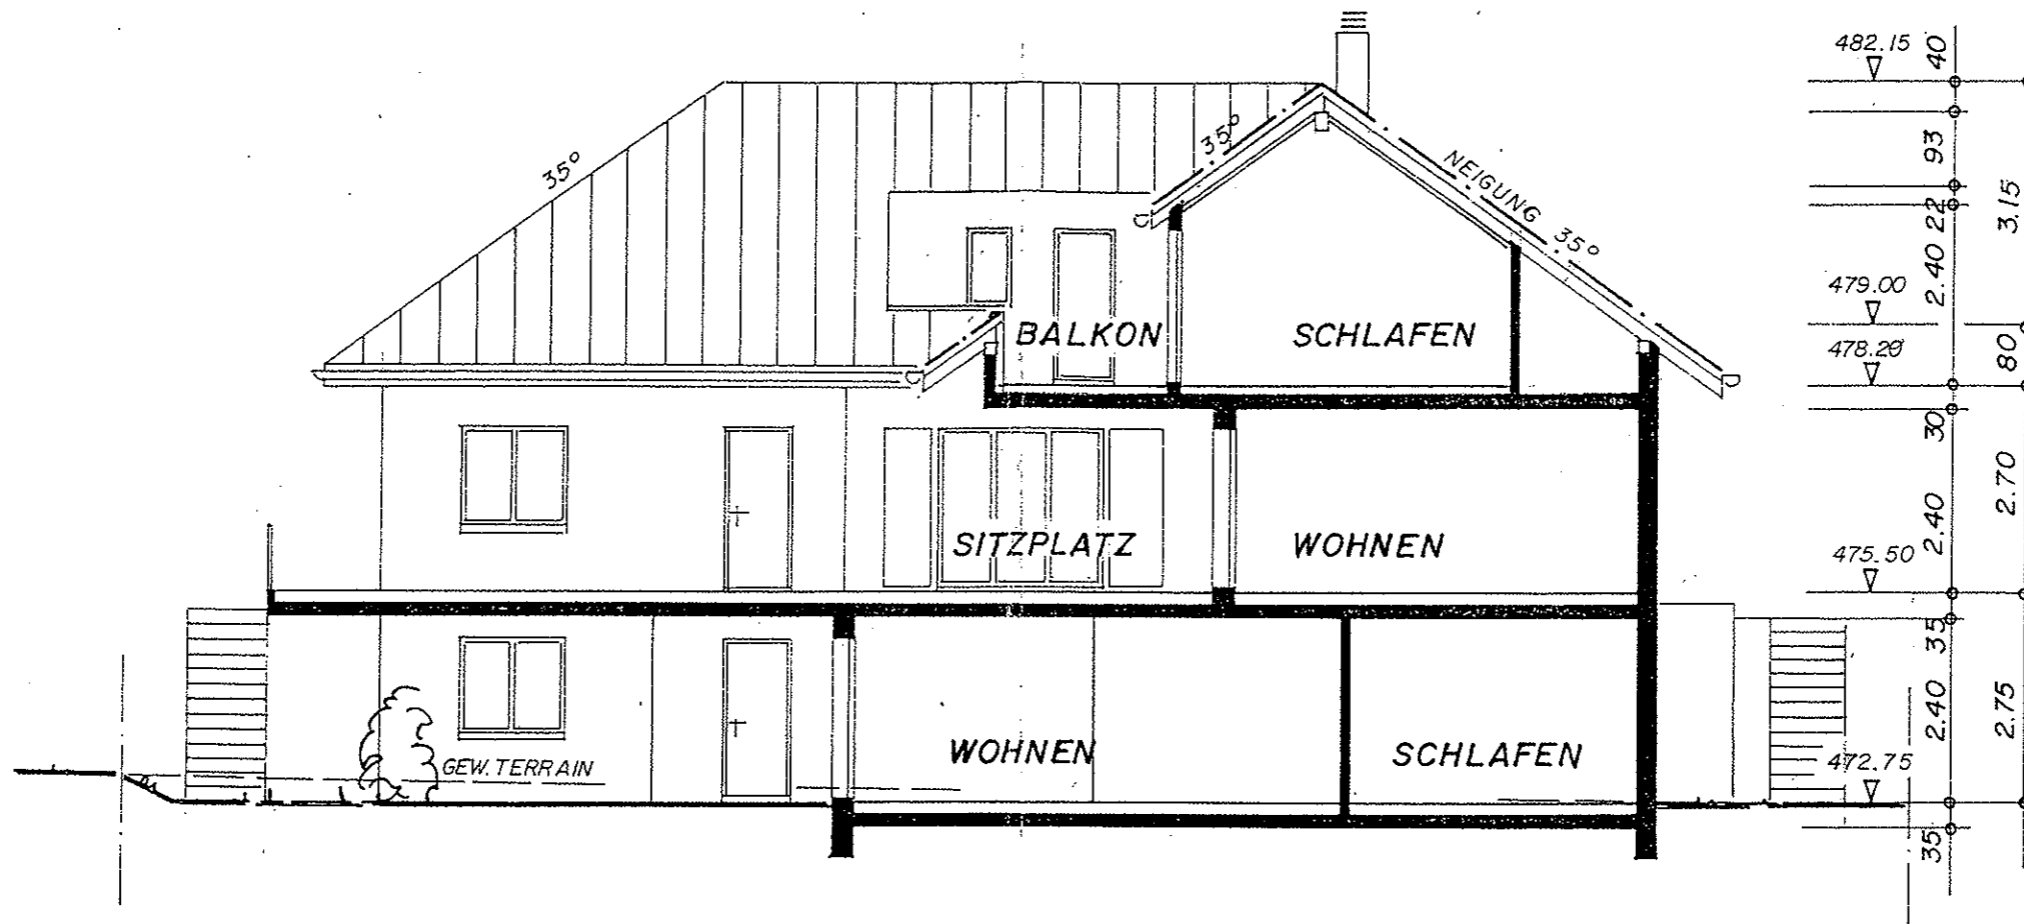 482.15
40
35°
35°
93
NEIGUNG 35°
22
3.15
2.40
479.00
BALKON
SCHLAFEN
478.20
80
30
2.70
SITZPLATZ
WOHNEN
2.40
475.50
35
2.40
2.75
WOHNEN
SCHLAFEN
GEW. TERRAIN
472.75
35